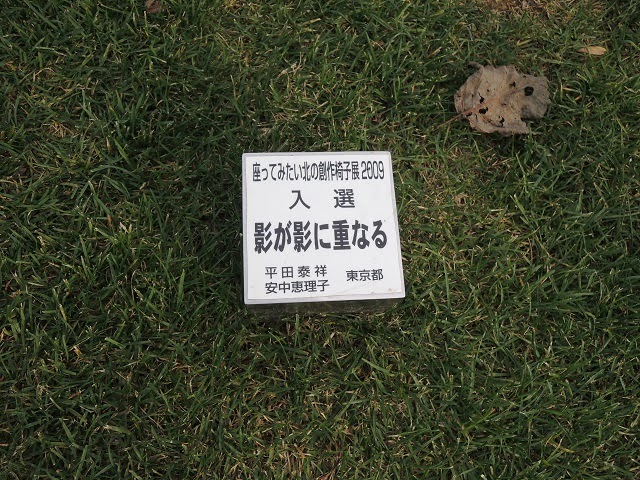 座ってみたい北の創作椅子展2009
入選
影が影に重なる
平田泰祥 東京都
安中恵理子